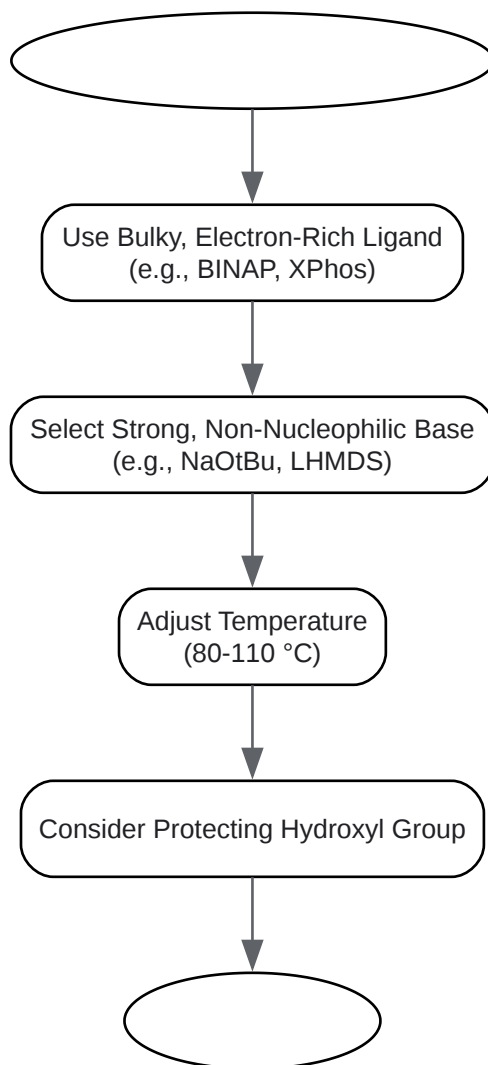 Use Bulky, Electron-Rich Ligand
(e.g., BINAP, XPhos)
Select Strong, Non-Nucleophilic Base
(e.g., NaOtBu, LHMDS)
Adjust Temperature
(80-110 °C)
Consider Protecting Hydroxyl Group